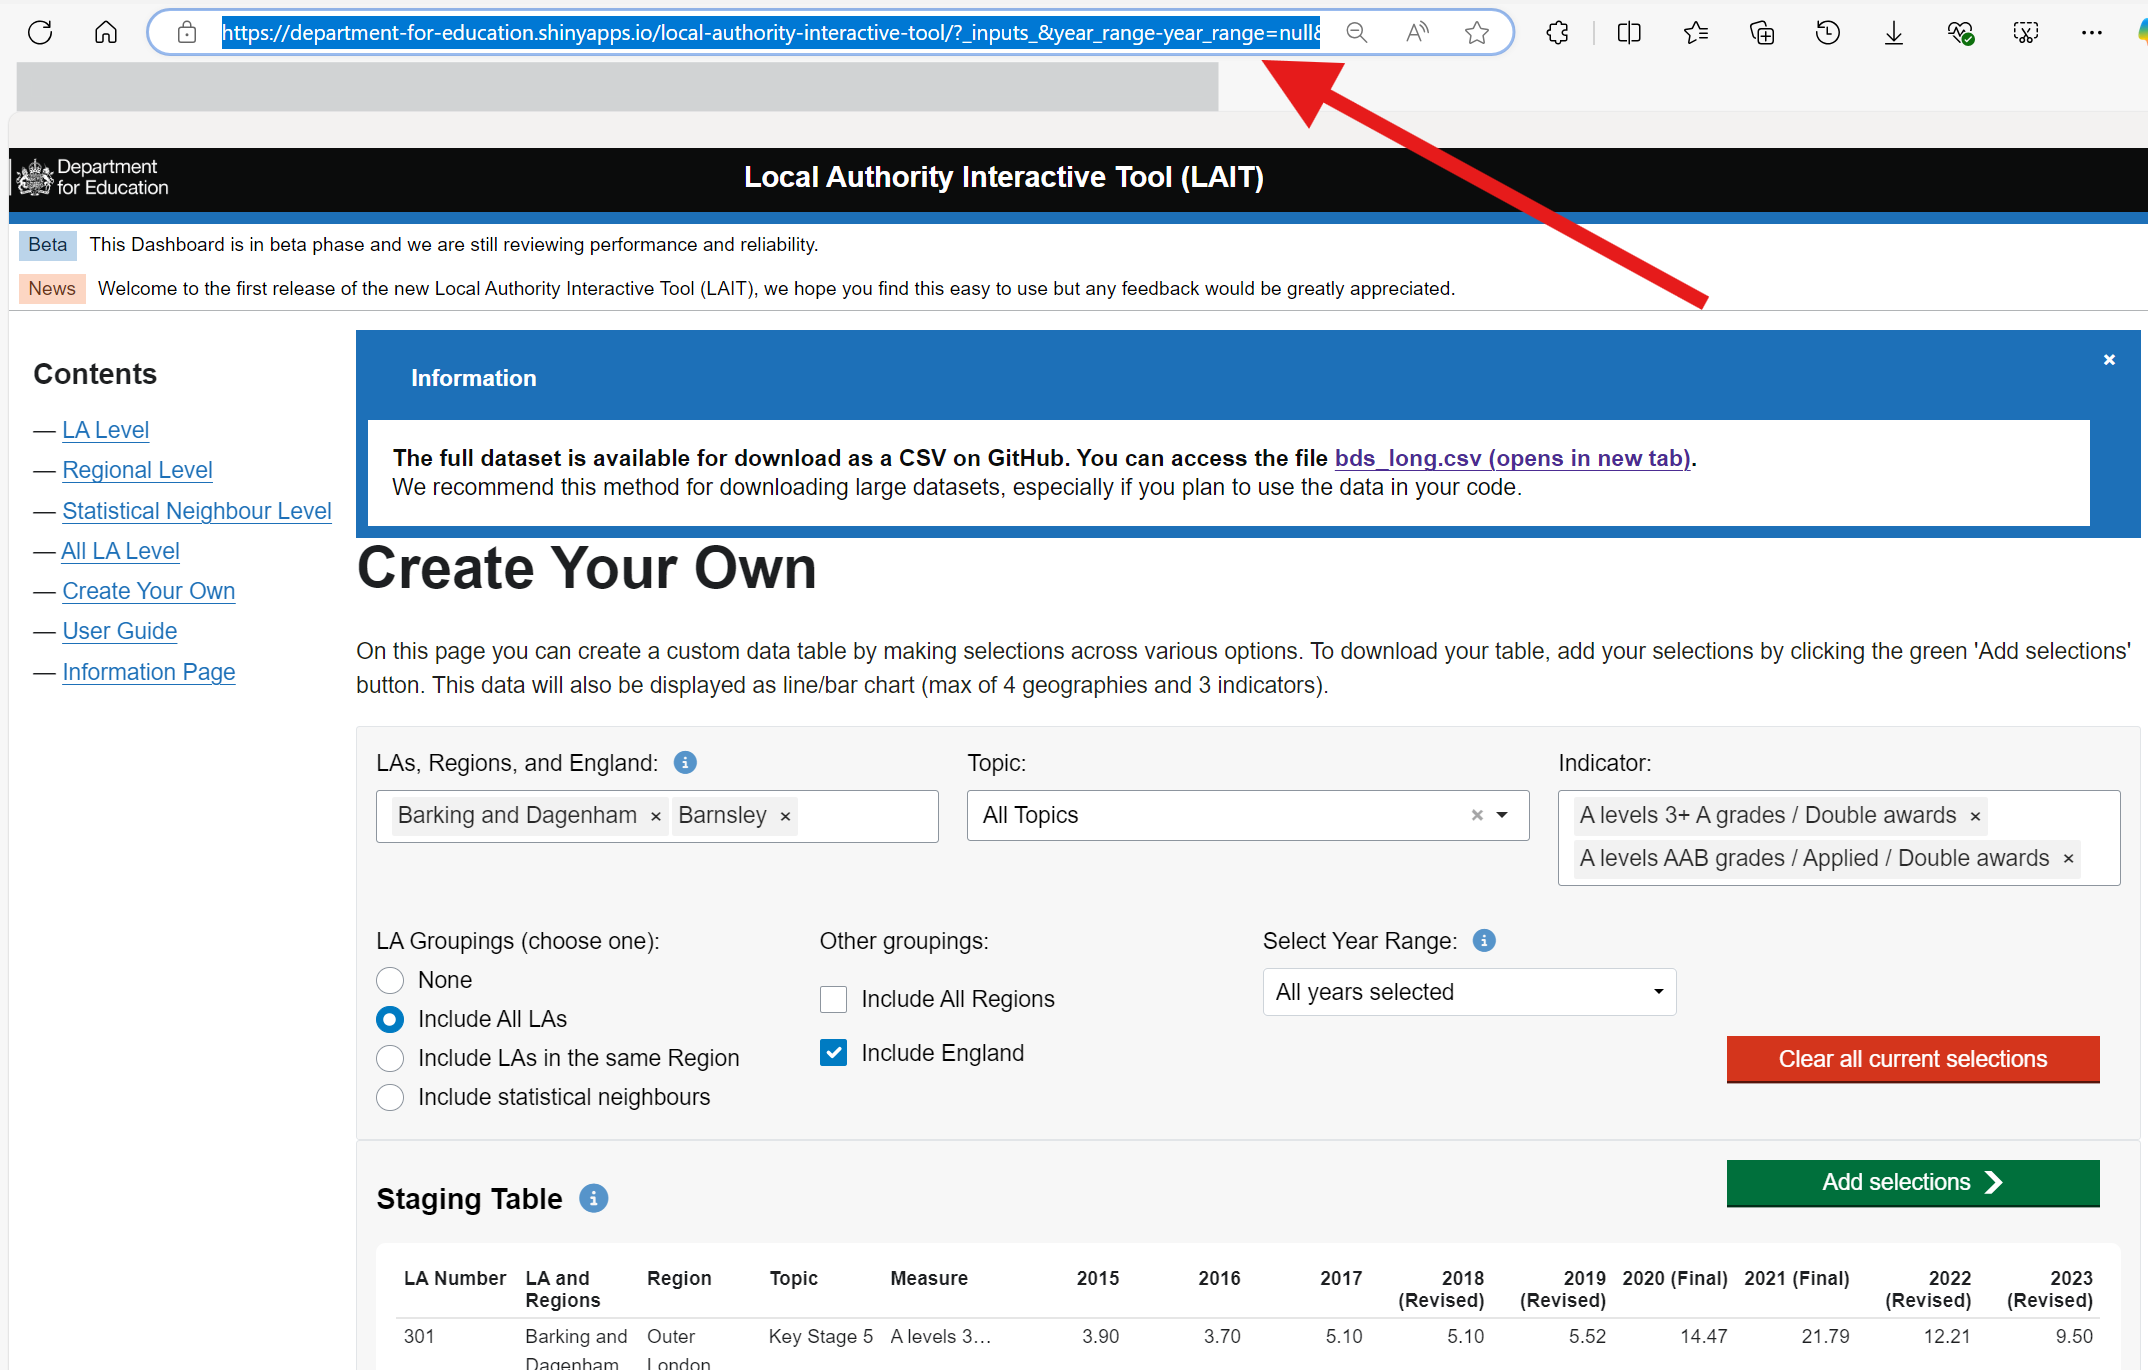 https://department-for-education.shinyapps.io/local-authority-interactive-tool/?_inputs_&year_range-year_range=null&
Department
for Education
Local Authority Interactive Tool (LAIT)
Beta This Dashboard is in beta phase and we are still reviewing performance and reliability.
News Welcome to the first release of the new Local Authority Interactive Tool (LAIT), we hope you find this easy to use but any feedback would be greatly appreciated.
Contents
— LA Level
— Regional Level
— Statistical Neighbour Level
— All LA Level
— Create Your Own
— User Guide
— Information Page
Information ×
The full dataset is available for download as a CSV on GitHub. You can access the file bds_long.csv (opens in new tab).
We recommend this method for downloading large datasets, especially if you plan to use the data in your code.
Create Your Own
On this page you can create a custom data table by making selections across various options. To download your table, add your selections by clicking the green 'Add selections'
button. This data will also be displayed as line/bar chart (max of 4 geographies and 3 indicators).
LAs, Regions, and England: i
Barking and Dagenham × Barnsley ×
Topic:
All Topics ×
Indicator:
A levels 3+ A grades / Double awards ×
A levels AAB grades / Applied / Double awards ×
LA Groupings (choose one):
None
Include All LAs
Include LAs in the same Region
Include statistical neighbours
Other groupings:
Include All Regions
Include England
Select Year Range: i
All years selected
Clear all current selections
Staging Table i
Add selections
LA Number LA and Regions Region Topic Measure 2015 2016 2017 2018 (Revised) 2019 (Revised) 2020 (Final) 2021 (Final) 2022 (Revised) 2023 (Revised)
301 Barking and Dagenham Outer London Key Stage 5 A levels 3... 3.90 3.70 5.10 5.10 5.52 14.47 21.79 12.21 9.50